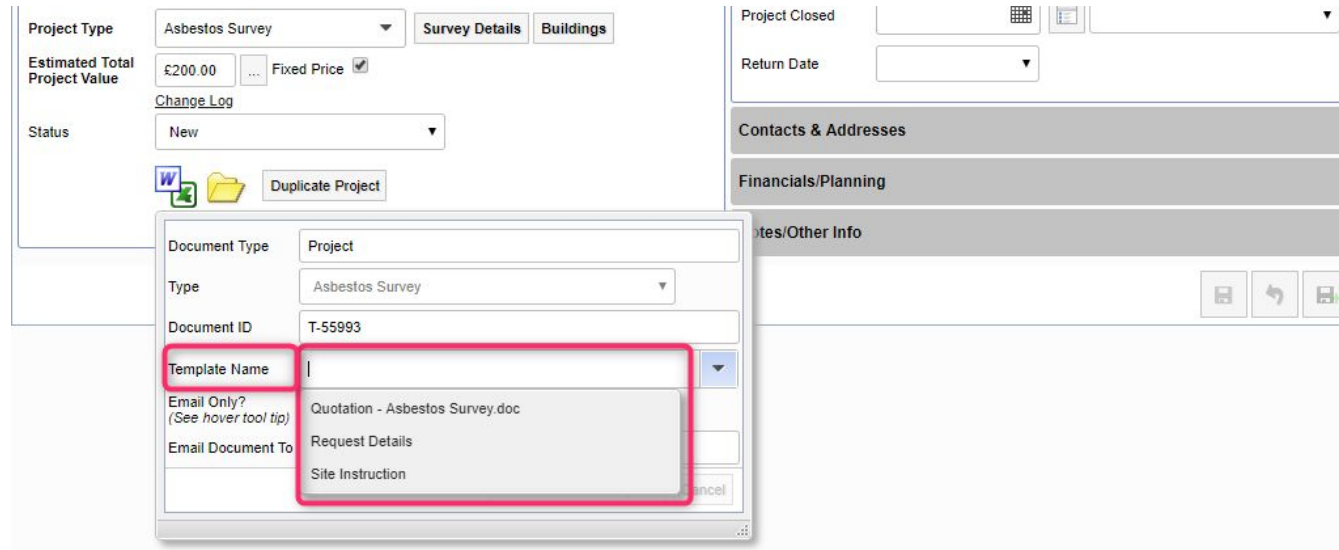 Project Type
Asbestos Survey
Survey Details
Buildings
Estimated Total
Project Value
£200.00
...
Fixed Price
Change Log
Status
New
Duplicate Project
Project Closed
Return Date
Contacts & Addresses
Financials/Planning
tes/Other Info
Document Type
Project
Type
Asbestos Survey
Document ID
T-55993
Template Name
Email Only?
(See hover tool tip)
Email Document To
Quotation - Asbestos Survey.doc
Request Details
Site Instruction
Cancel